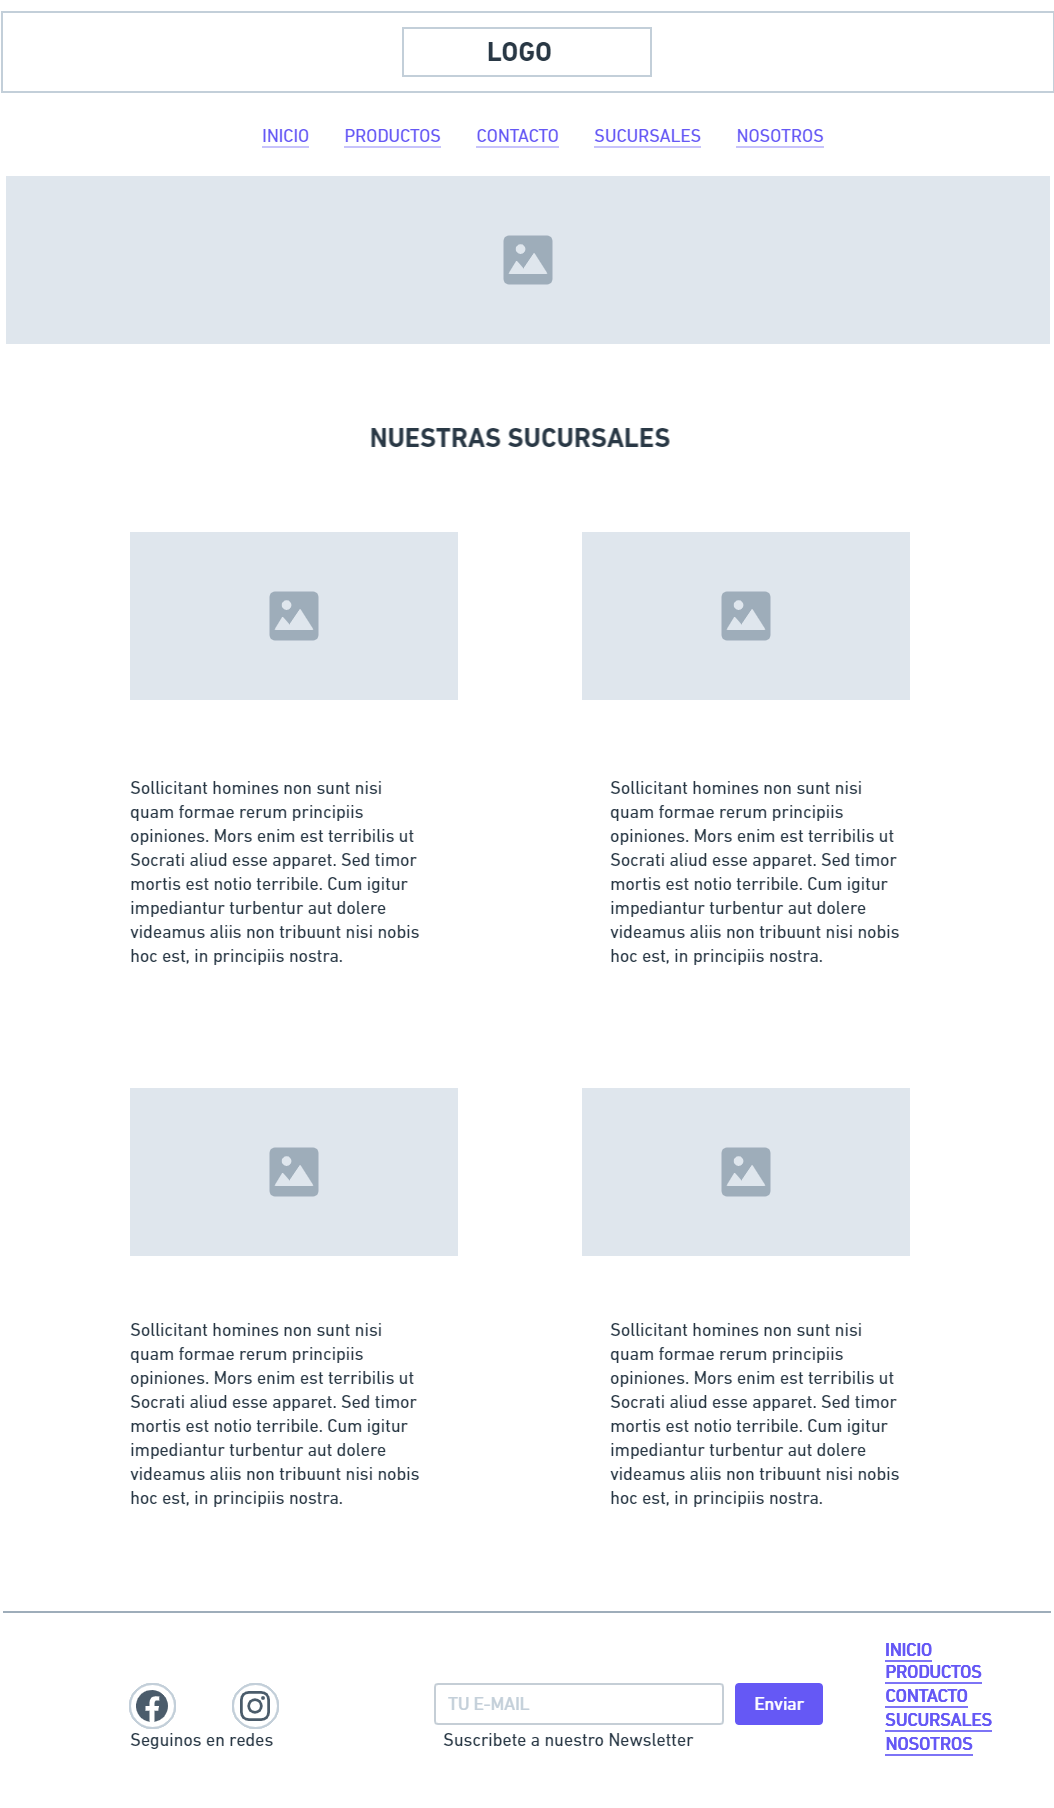 LOGO
INICIO PRODUCTOS CONTACTO SUCURSALES NOSOTROS
NUESTRAS SUCURSALES
Sollicitant homines non sunt nisi
quam formae rerum principiis
opiniones. Mors enim est terribilis ut
Socrati aliud esse apparet. Sed timor
mortis est notio terribile. Cum igitur
impediantur turbentur aut dolere
videamus aliis non tribuunt nisi nobis
hoc est, in principiis nostra.
Sollicitant homines non sunt nisi
quam formae rerum principiis
opiniones. Mors enim est terribilis ut
Socrati aliud esse apparet. Sed timor
mortis est notio terribile. Cum igitur
impediantur turbentur aut dolere
videamus aliis non tribuunt nisi nobis
hoc est, in principiis nostra.
Sollicitant homines non sunt nisi
quam formae rerum principiis
opiniones. Mors enim est terribilis ut
Socrati aliud esse apparet. Sed timor
mortis est notio terribile. Cum igitur
impediantur turbentur aut dolere
videamus aliis non tribuunt nisi nobis
hoc est, in principiis nostra.
Sollicitant homines non sunt nisi
quam formae rerum principiis
opiniones. Mors enim est terribilis ut
Socrati aliud esse apparet. Sed timor
mortis est notio terribile. Cum igitur
impediantur turbentur aut dolere
videamus aliis non tribuunt nisi nobis
hoc est, in principiis nostra.
Seguinos en redes
TU E-MAIL Enviar
Suscribete a nuestro Newsletter
INICIO
PRODUCTOS
CONTACTO
SUCURSALES
NOSOTROS